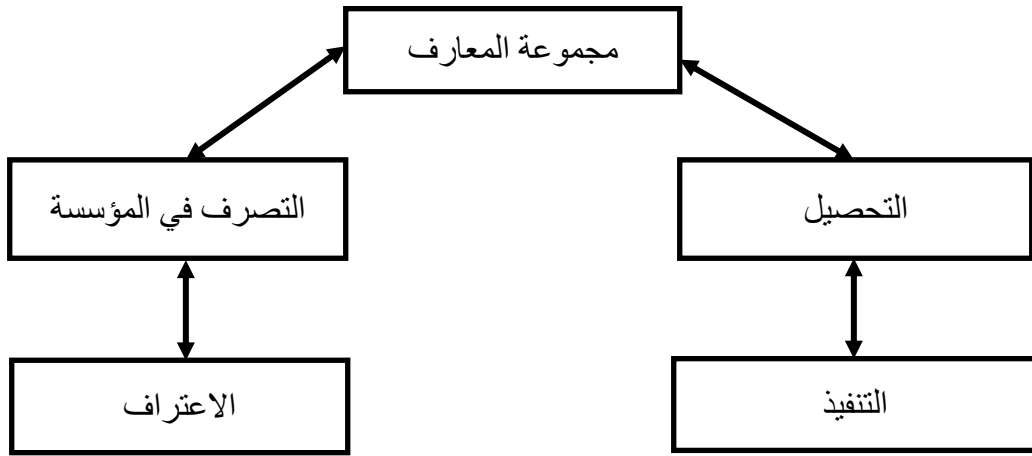 مجموعة المعارف
التحصيل
التصرف في المؤسسة
التنفيذ
الاعتراف